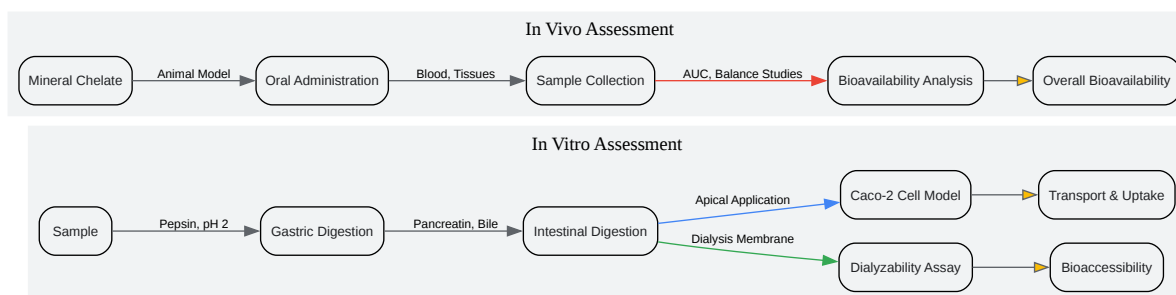 In Vivo Assessment
Mineral Chelate
Animal Model
Oral Administration
Blood, Tissues
Sample Collection
AUC, Balance Studies
Bioavailability Analysis
Overall Bioavailability
In Vitro Assessment
Sample
Pepsin, pH 2
Gastric Digestion
Pancreatin, Bile
Intestinal Digestion
Apical Application
Caco-2 Cell Model
Transport & Uptake
Dialysis Membrane
Dialyzability Assay
Bioaccessibility